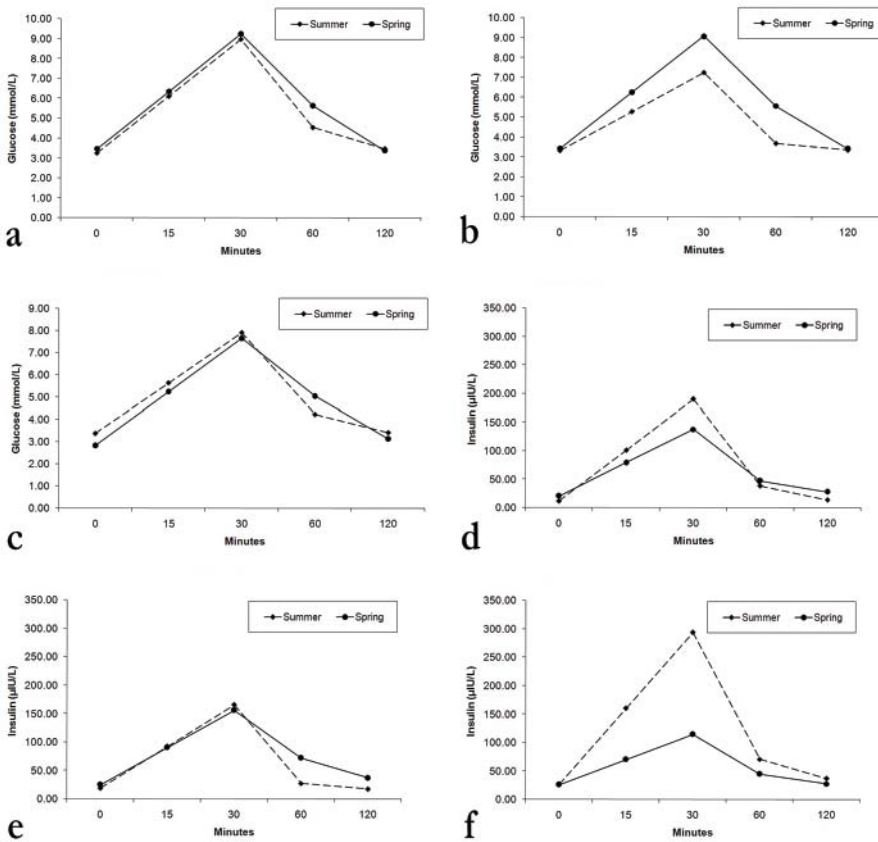 Summer Spring
Glucose (mmol/L)
10.00
9.00
8.00
7.00
6.00
5.00
4.00
3.00
2.00
1.00
0.00
0 15 30 60 120
Minutes
a
Summer Spring
Glucose (mmol/L)
10.00
9.00
8.00
7.00
6.00
5.00
4.00
3.00
2.00
1.00
0.00
0 15 30 60 120
Minutes
b
Summer Spring
Glucose (mmol/L)
9.00
8.00
7.00
6.00
5.00
4.00
3.00
2.00
1.00
0.00
0 15 30 60 120
Minutes
c
Summer Spring
Insulin (µIU/L)
350.00
300.00
250.00
200.00
150.00
100.00
50.00
0.00
0 15 30 60 120
Minutes
d
Summer Spring
Insulin (µIU/L)
350.00
300.00
250.00
200.00
150.00
100.00
50.00
0.00
0 15 30 60 120
Minutes
e
Summer Spring
Insulin (µIU/L)
350.00
300.00
250.00
200.00
150.00
100.00
50.00
0.00
0 15 30 60 120
Minutes
f